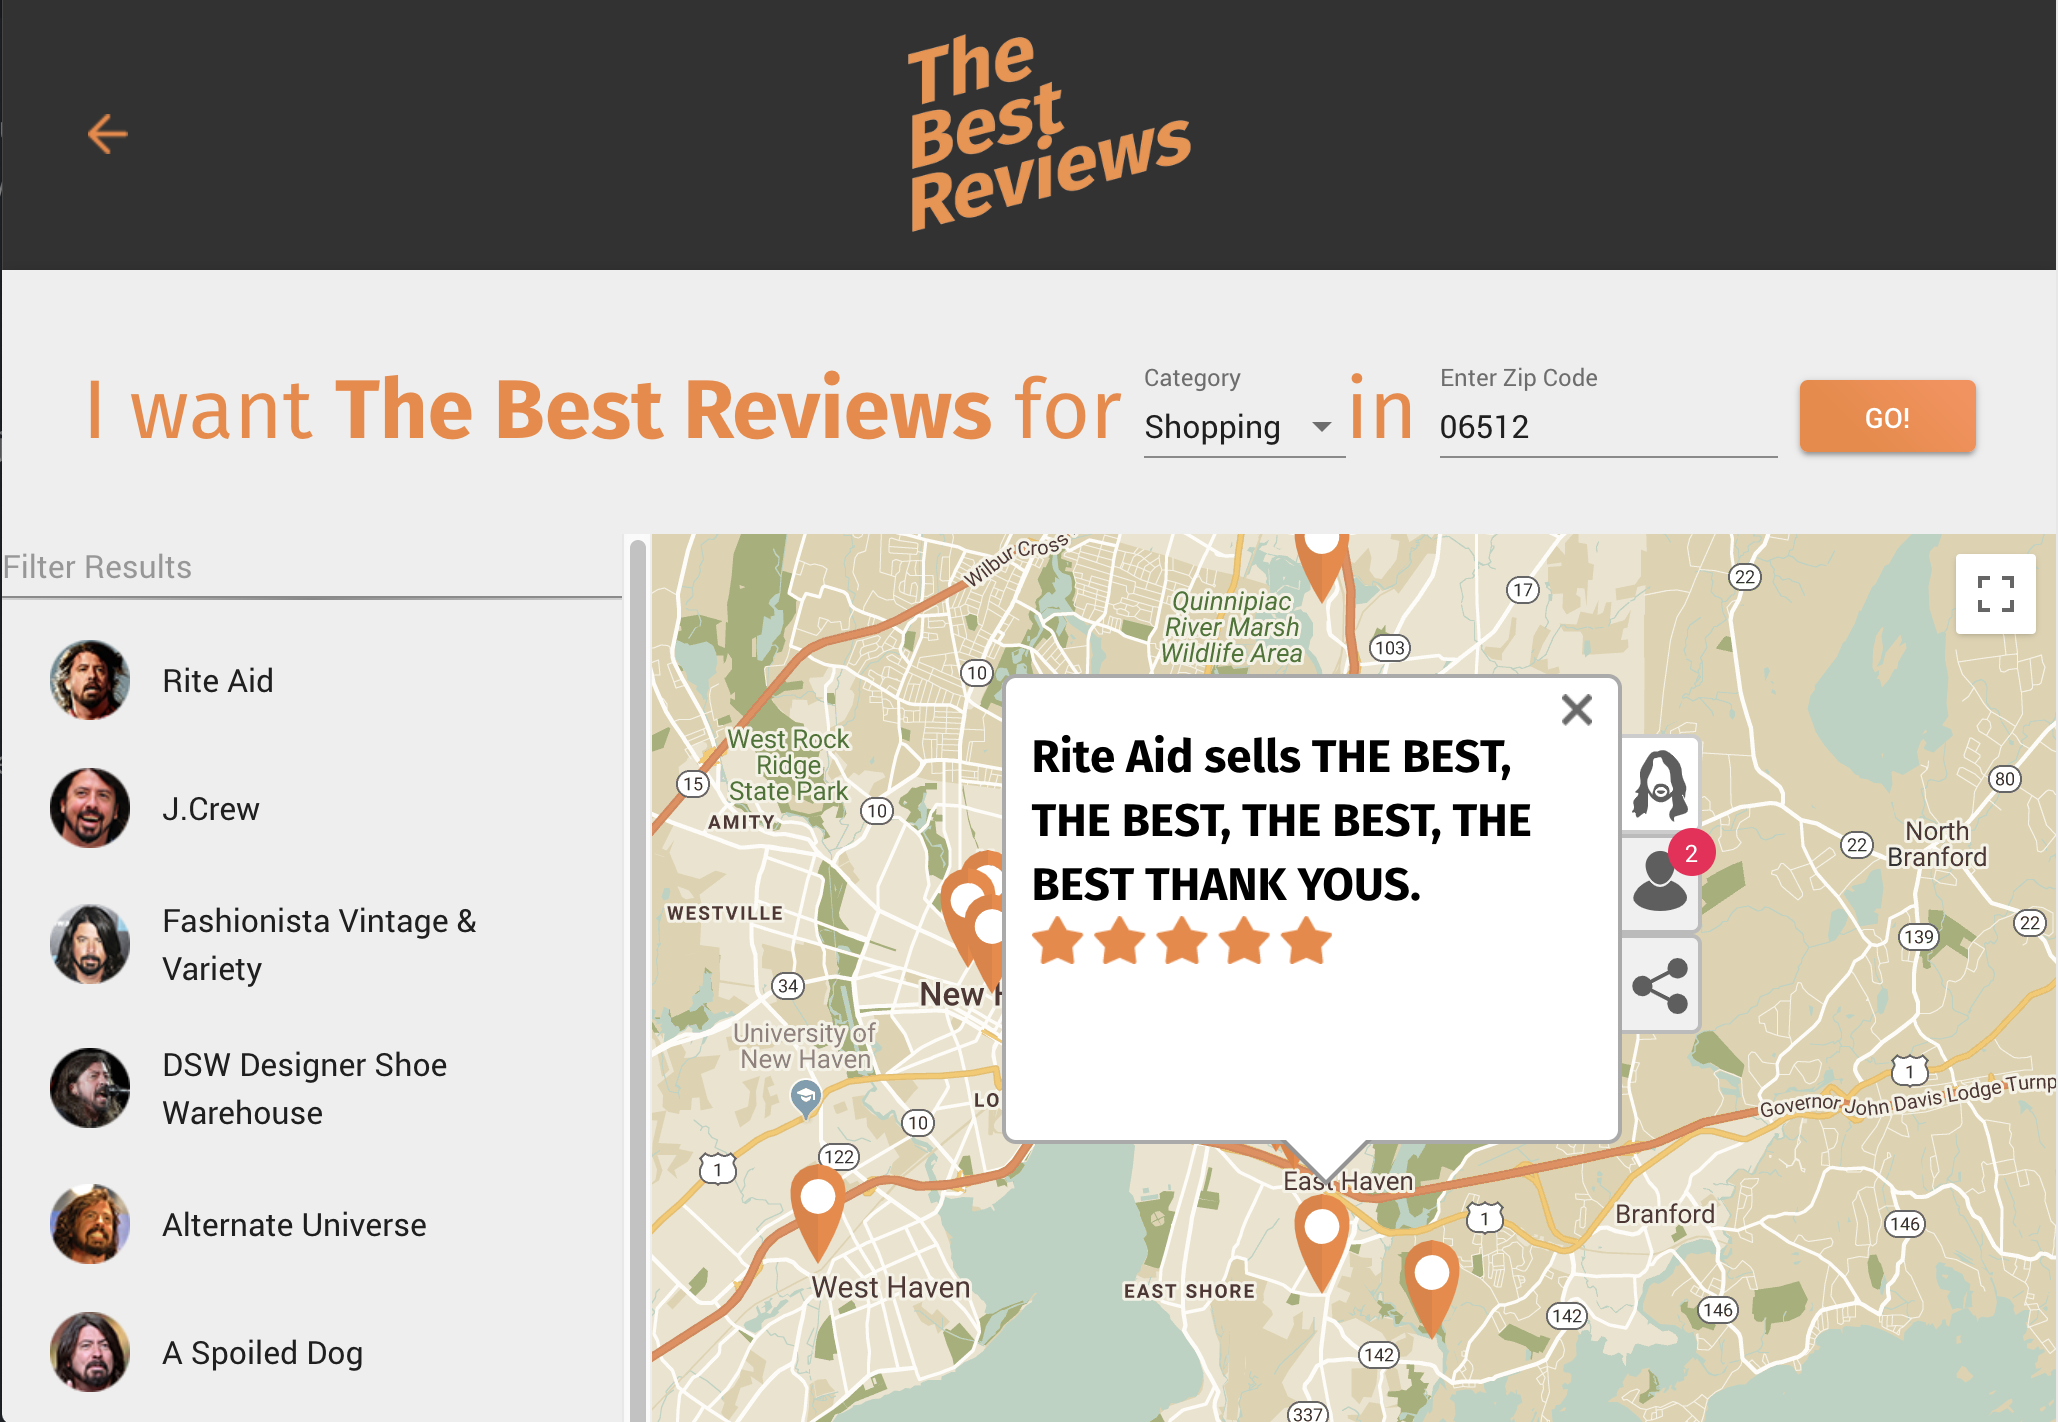 The
Best
Reviews
I want The Best Reviews for
Category
Shopping
in
Enter Zip Code
06512
GO!
Filter Results
Rite Aid
J.Crew
Fashionista Vintage &
Variety
DSW Designer Shoe
Warehouse
Alternate Universe
A Spoiled Dog
Wilbur Cross
Quinnipiac
River Marsh
Wildlife Area
17
22
103
10
West Rock
Ridge
State Park
15
10
AMITY
Rite Aid sells THE BEST,
THE BEST, THE BEST, THE
BEST THANK YOUS.
2
80
North
Branford
22
WESTVILLE
139
22
34
New H
University of
New Haven
LO
10
1
Governor John Davis Lodge Turnp
122
1
East Haven
1
Branford
146
West Haven
EAST SHORE
142
146
142
337